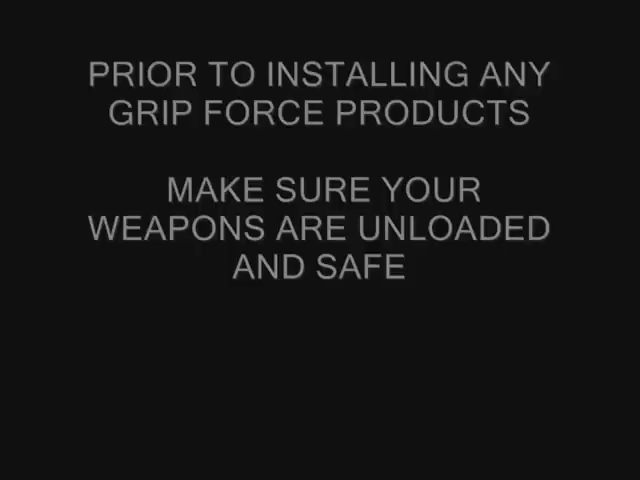 PRIOR TO INSTALLING ANY
GRIP FORCE PRODUCTS
MAKE SURE YOUR
WEAPONS ARE UNLOADED
AND SAFE